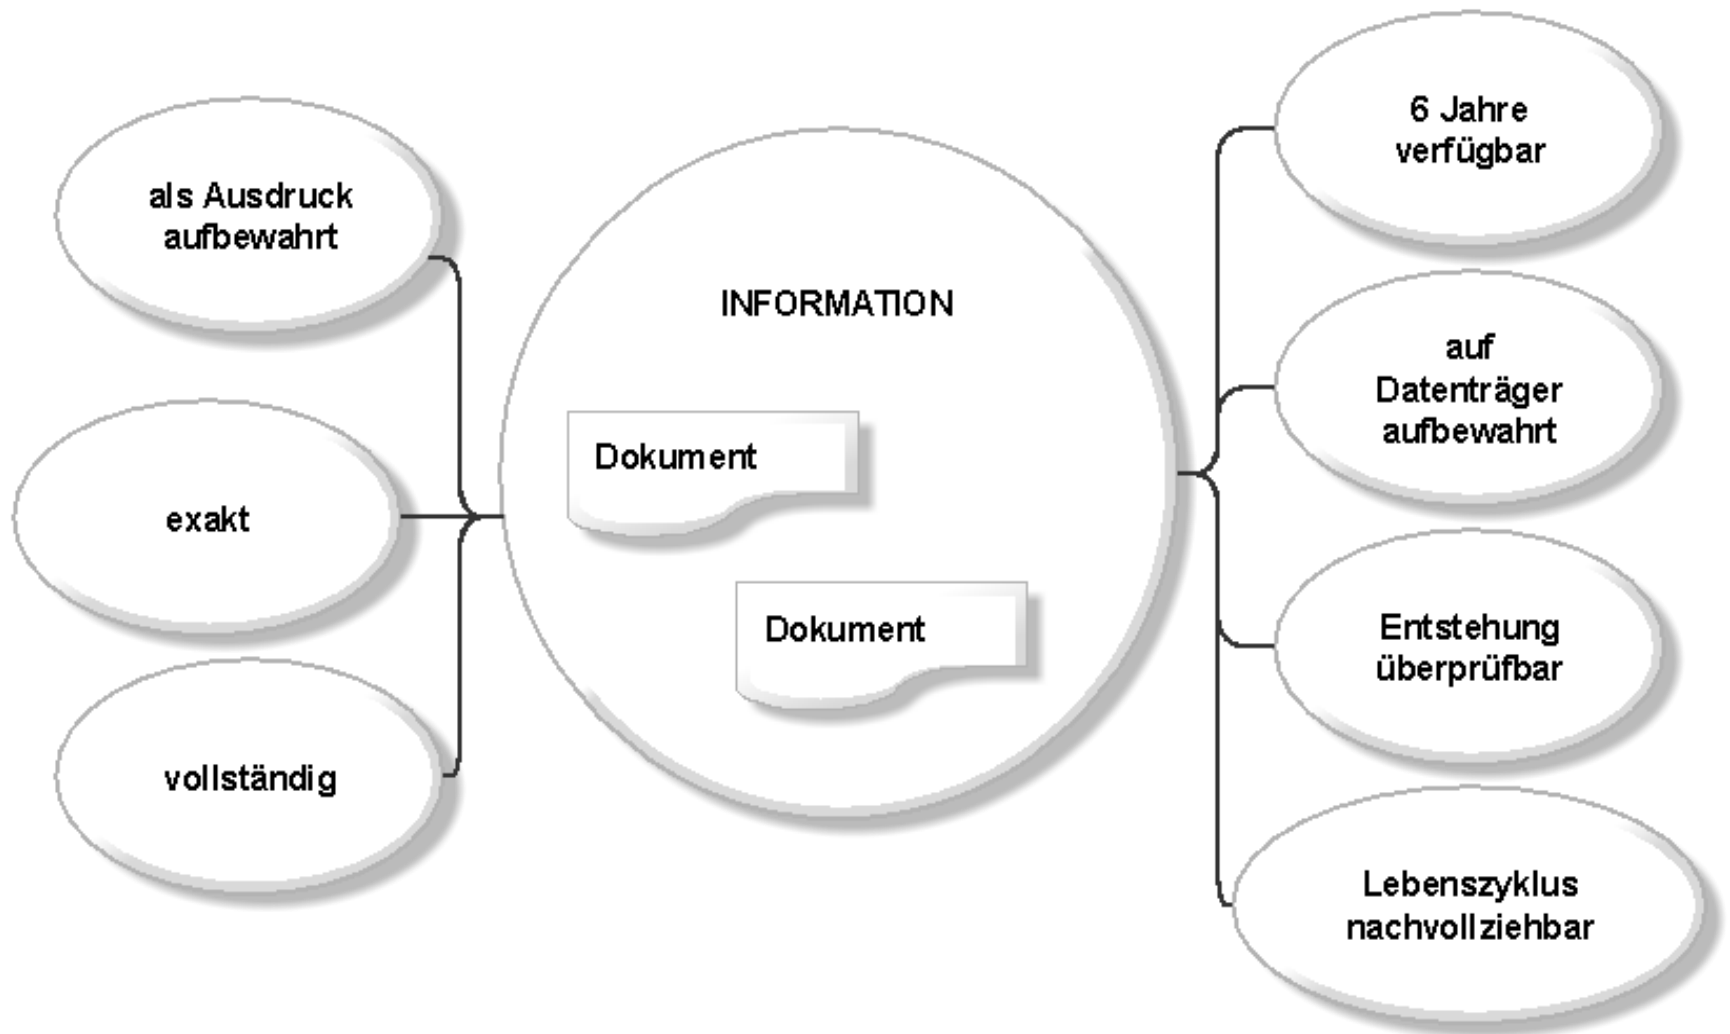 als Ausdruck
aufbewahrt
exakt
vollständig
INFORMATION
Dokument
Dokument
6 Jahre
verfügbar
auf
Datenträger
aufbewahrt
Entstehung
überprüfbar
Lebenszyklus
nachvollziehbar